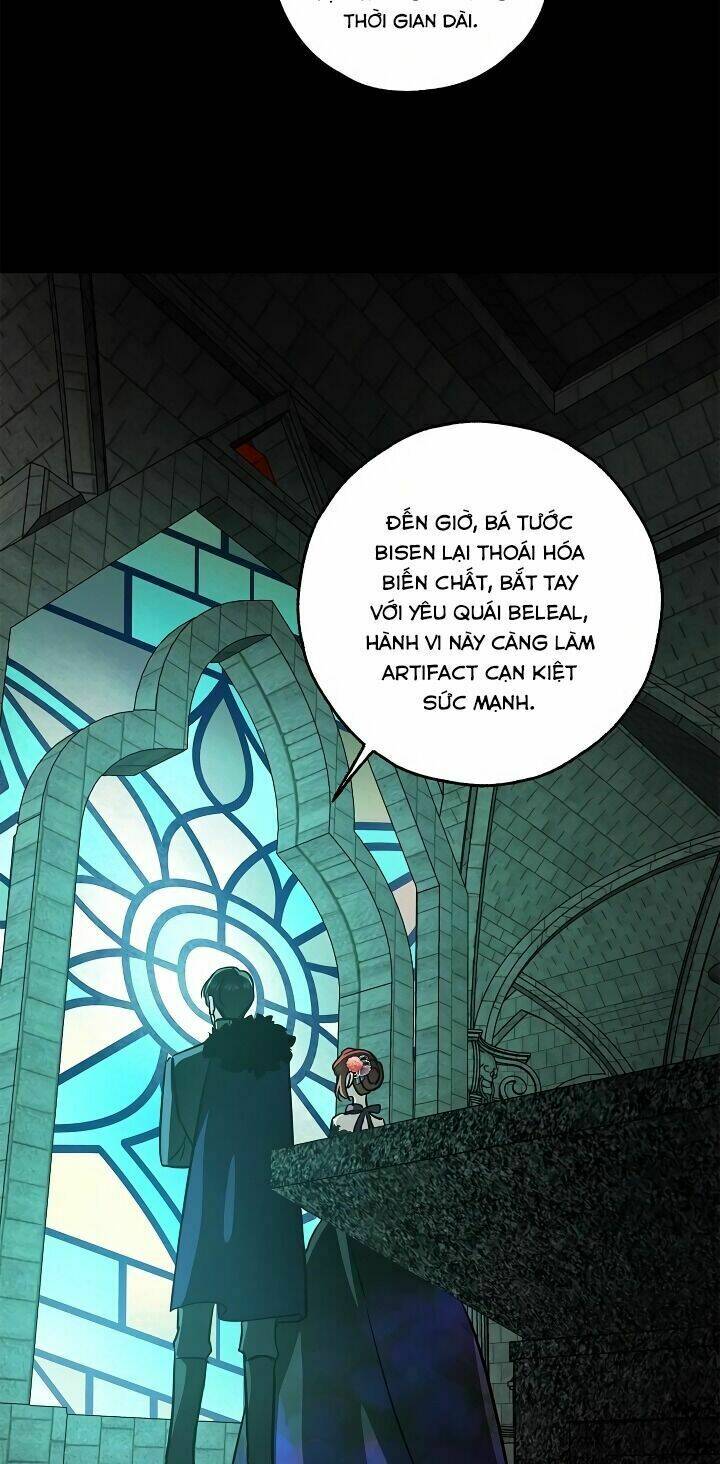 THỜI GIAN DÀI.
ĐẾN GIỜ, BÁ TƯỚC
BISEN LẠI THOÁI HÓA
BIẾN CHẤT, BẮT TAY
VỚI YÊU QUÁI BELEAL,
HÀNH VI NÀY CÀNG LÀM
ARTIFACT CẠN KIỆT
SỨC MẠNH.